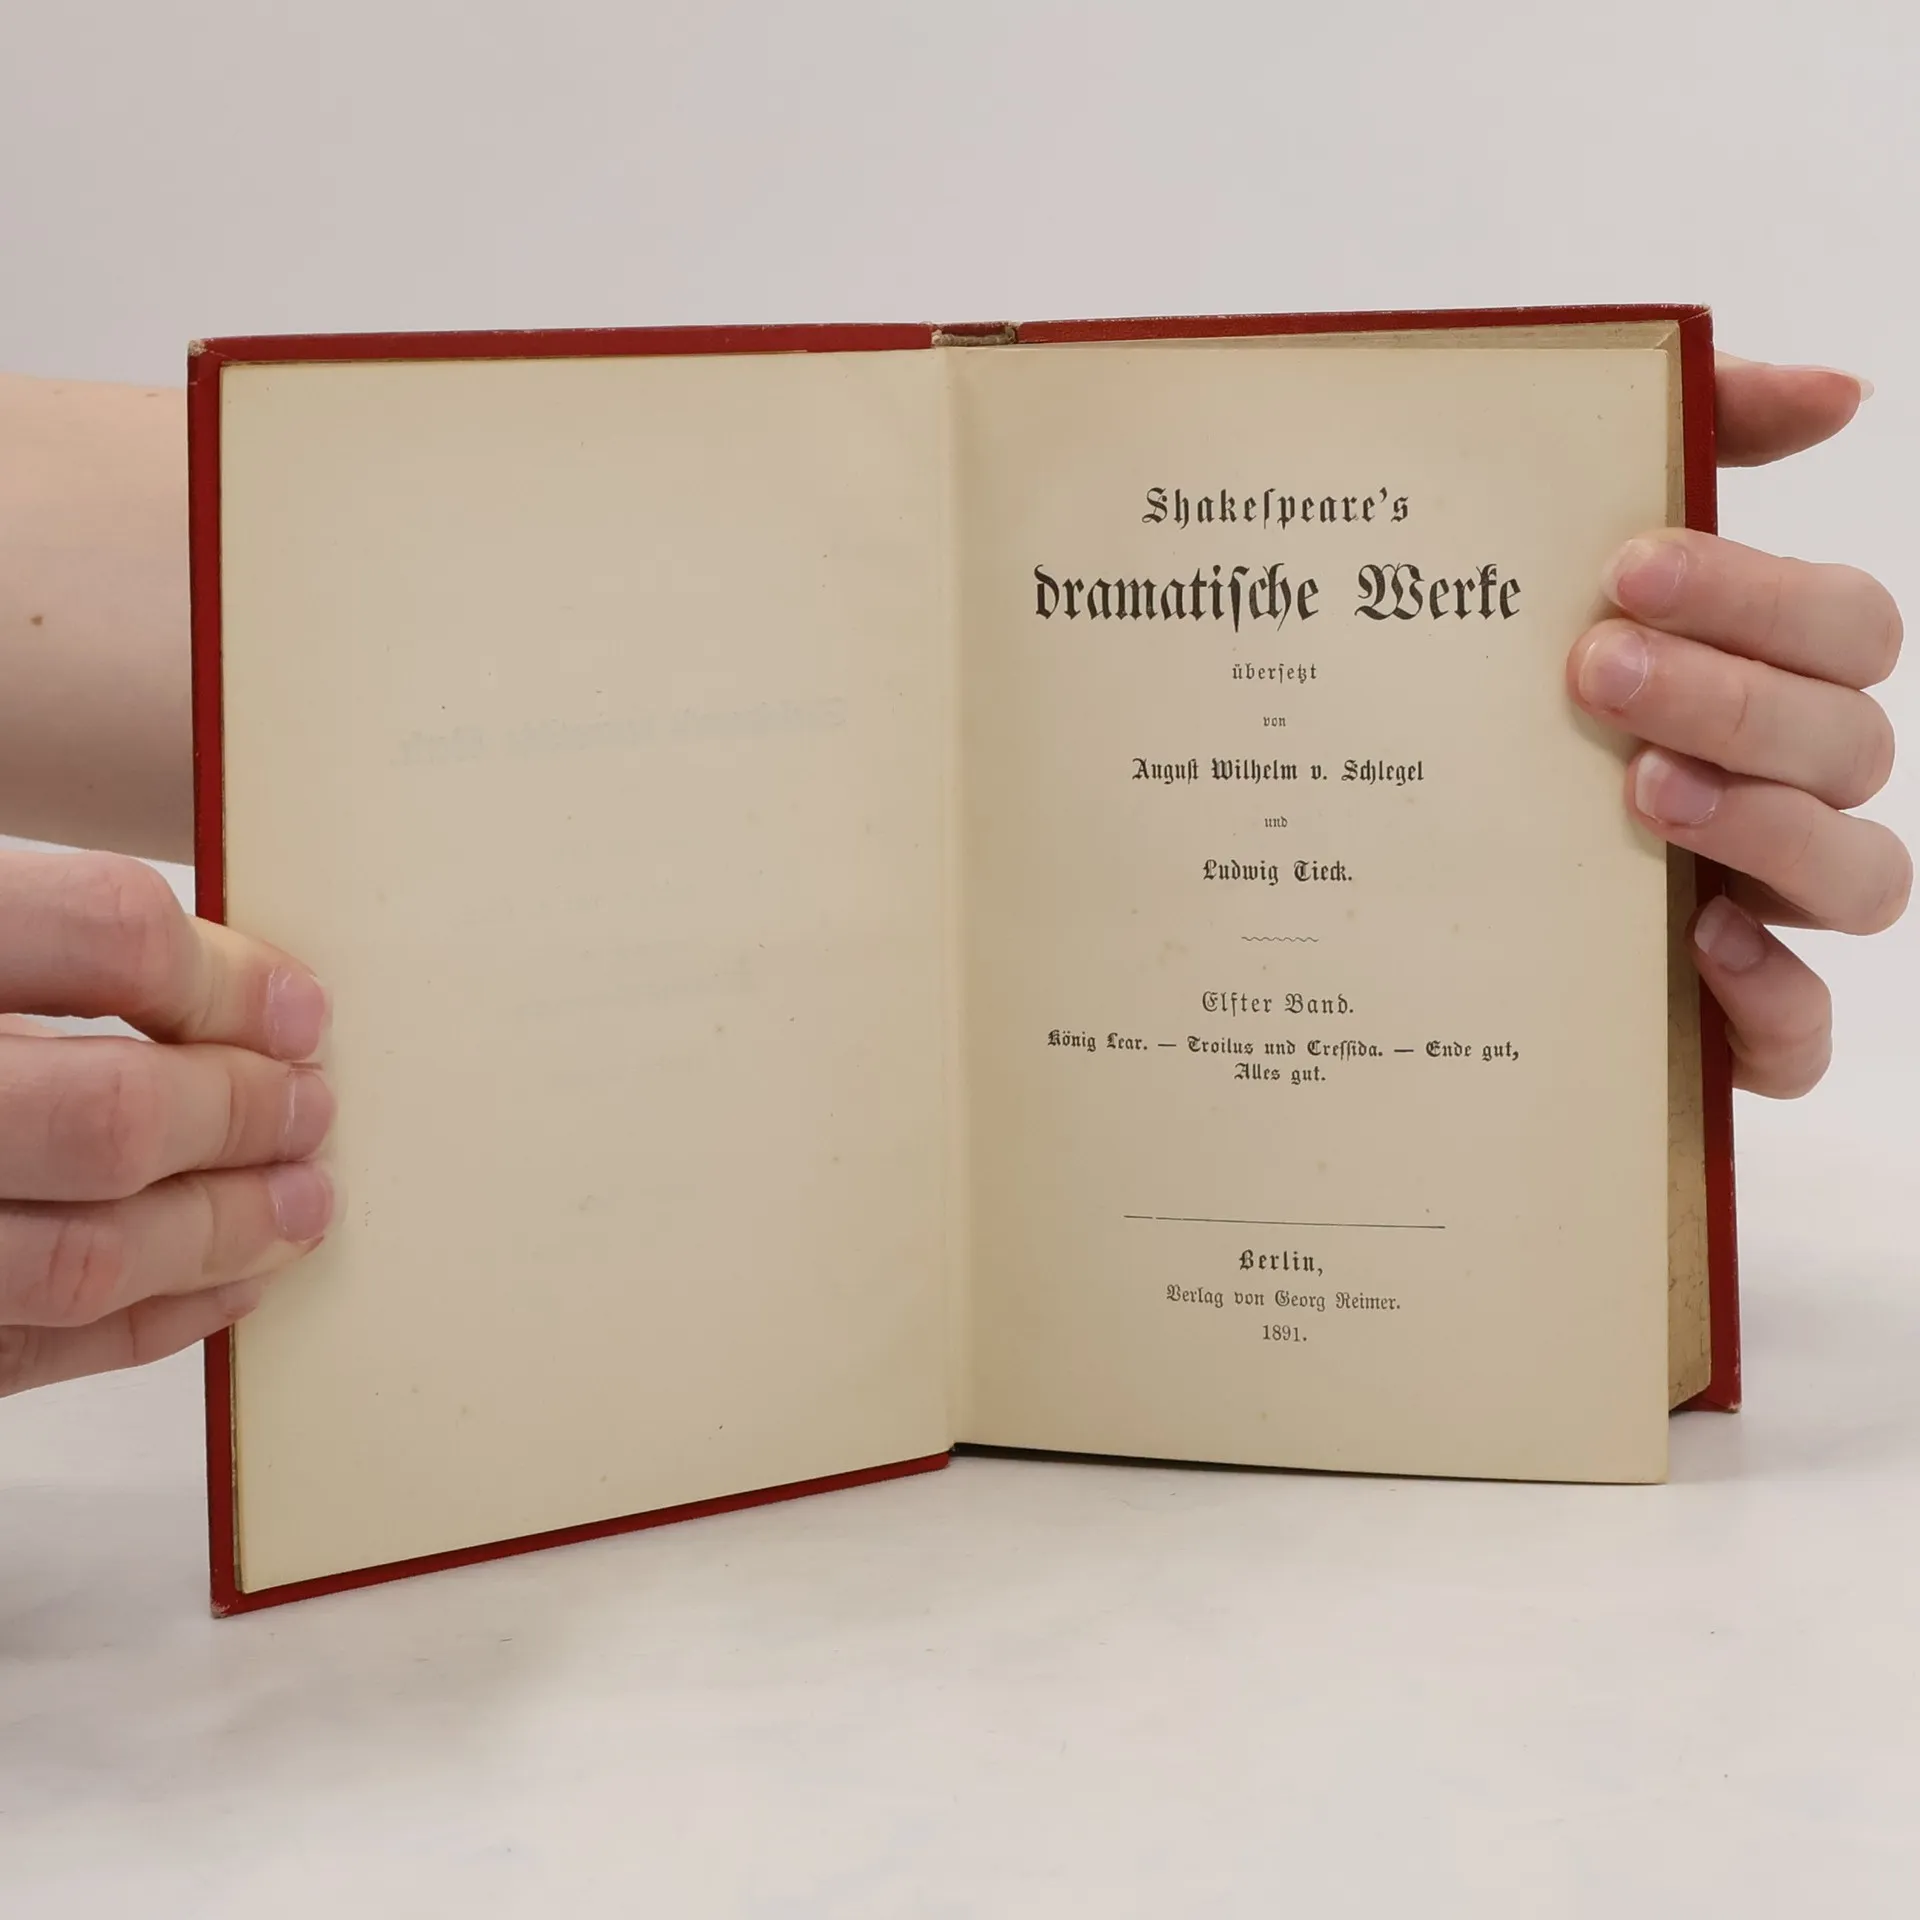 Shakeſpeare's
dramatiſche Werke
überſetzt
von
Auguſt Wilhelm v. Schlegel
und
Ludwig Tieck.
Elfter Band.
König Lear. — Troilus und Creſſida. — Ende gut,
Alles gut.
Berlin,
Verlag von Georg Reimer.
1891.